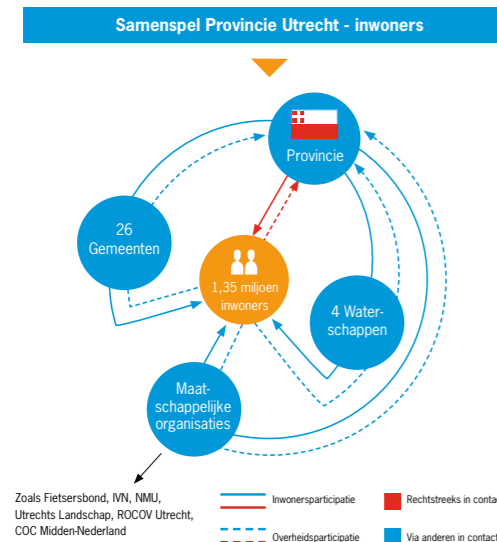 Samenspel Provincie Utrecht - inwoners
Provincie
26
Gemeenten
1,35 miljoen
inwoners
4 Water-
schappen
Maat-
schappelijke
organisaties
Zoals Fietsersbond, IVN, NMU,
Utrechts Landschap, ROCOV Utrecht,
COC Midden-Nederland
Inwonersparticipatie
Overheidsparticipatie
Rechtstreeks in contac
Via anderen in contact